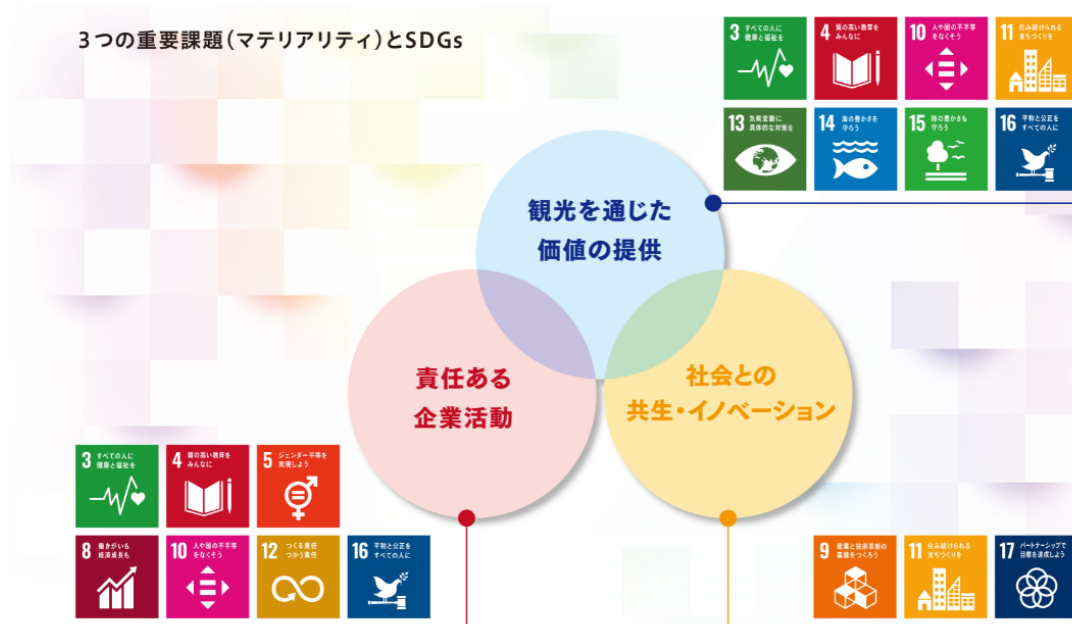 3つの重要課題(マテリアリティ)とSDGs
3 すべての人に
健康と福祉を
4 質の高い教育を
みんなに
10 人や国の不平等
をなくそう
11 住み続けられる
まちづくりを
13 気候変動に
具体的な対策を
14 海の豊かさを
守ろう
15 陸の豊かさも
守ろう
16 平和と公正を
すべての人に
観光を通じた
価値の提供
責任ある
企業活動
社会との
共生・イノベーション
3 すべての人に
健康と福祉を
4 質の高い教育を
みんなに
5 ジェンダー平等を
実現しよう
8 働きがいも
経済成長も
10 人や国の不平等
をなくそう
12 つくる責任
つかう責任
16 平和と公正を
すべての人に
9 産業と技術革新の
基盤をつくろう
11 住み続けられる
まちづくりを
17 パートナーシップで
目標を達成しよう